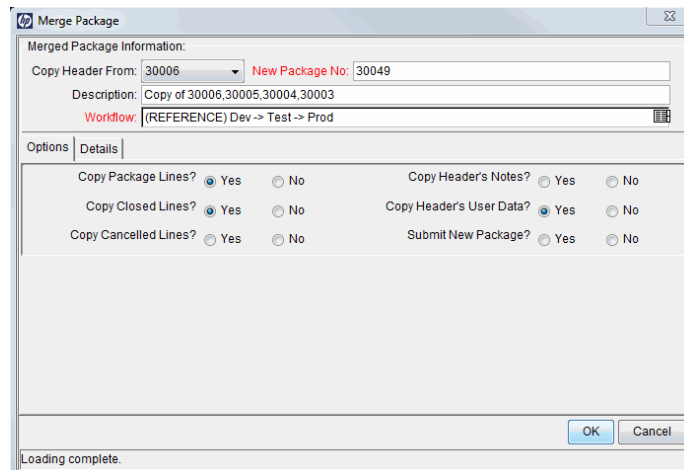 hp Merge Package
Merged Package Information:
Copy Header From: 30006 New Package No: 30049
Description: Copy of 30006,30005,30004,30003
Workflow: (REFERENCE) Dev -> Test -> Prod
Options Details
Copy Package Lines? Yes No Copy Header's Notes? Yes No
Copy Closed Lines? Yes No Copy Header's User Data? Yes No
Copy Cancelled Lines? Yes No Submit New Package? Yes No
OK Cancel
Loading complete.